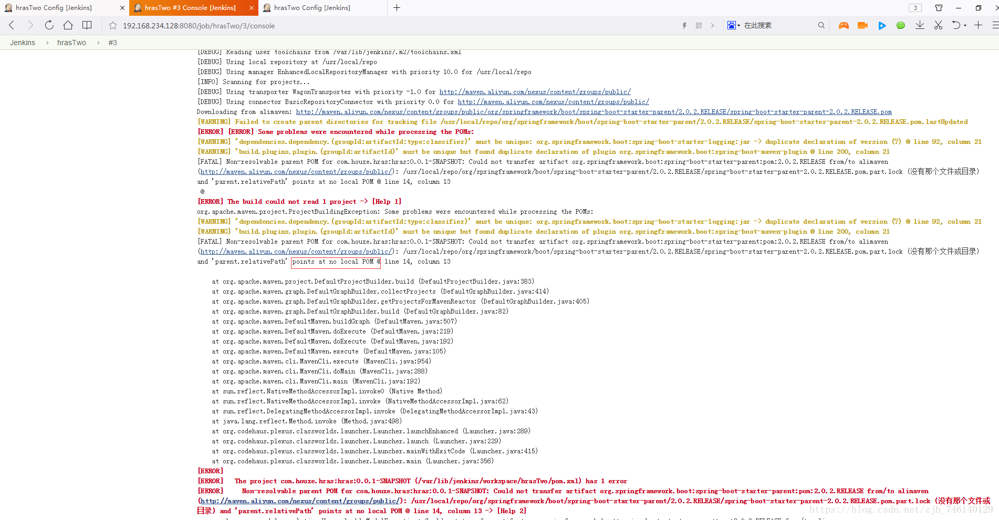 hrasTwo Config [Jenkins]
hrasTwo #3 Console [Jenkins]
hrasTwo Config [Jenkins]
3
192.168.234.128:8080/job/hrasTwo/3/console
在此搜索
Jenkins
hrasTwo
#3
[DEBUG] Reading user toolchains from /var/lib/jenkins/.m2/toolchains.xml
[DEBUG] Using local repository at /usr/local/repo
[DEBUG] Using manager EnhancedLocalRepositoryManager with priority 10.0 for /usr/local/repo
[INFO] Scanning for projects...
[DEBUG] Using transporter WagonTransporter with priority -1.0 for http://maven.aliyun.com/nexus/content/groups/public/
[DEBUG] Using connector BasicRepositoryConnector with priority 0.0 for http://maven.aliyun.com/nexus/content/groups/public/
Downloading from alimaven: http://maven.aliyun.com/nexus/content/groups/public/org/springframework/boot/spring-boot-starter-parent/2.0.2.RELEASE/spring-boot-starter-parent-2.0.2.RELEASE.pom
[WARNING] Failed to create parent directories for tracking file /usr/local/repo/org/springframework/boot/spring-boot-starter-parent/2.0.2.RELEASE/spring-boot-starter-parent-2.0.2.RELEASE.pom.lastUpdated
[ERROR] [ERROR] Some problems were encountered while processing the POMs:
[WARNING] 'dependencies.dependency.(groupId:artifactId:type:classifier)' must be unique: org.springframework.boot:spring-boot-starter-logging:jar -> duplicate declaration of version (?) @ line 92, column 21
[WARNING] 'build.plugins.plugin.(groupId:artifactId)' must be unique but found duplicate declaration of plugin org.springframework.boot:spring-boot-maven-plugin @ line 200, column 21
[FATAL] Non-resolvable parent POM for com.houze.hras:hras:0.0.1-SNAPSHOT: Could not transfer artifact org.springframework.boot:spring-boot-starter-parent:pom:2.0.2.RELEASE from/to alimaven
(http://maven.aliyun.com/nexus/content/groups/public/): /usr/local/repo/org/springframework/boot/spring-boot-starter-parent/2.0.2.RELEASE/spring-boot-starter-parent-2.0.2.RELEASE.pom.part.lock (没有那个文件或目录)
and 'parent.relativePath' points at no local POM @ line 14, column 13
@
[ERROR] The build could not read 1 project -> [Help 1]
org.apache.maven.project.ProjectBuildingException: Some problems were encountered while processing the POMs:
[WARNING] 'dependencies.dependency.(groupId:artifactId:type:classifier)' must be unique: org.springframework.boot:spring-boot-starter-logging:jar -> duplicate declaration of version (?) @ line 92, column 21
[WARNING] 'build.plugins.plugin.(groupId:artifactId)' must be unique but found duplicate declaration of plugin org.springframework.boot:spring-boot-maven-plugin @ line 200, column 21
[FATAL] Non-resolvable parent POM for com.houze.hras:hras:0.0.1-SNAPSHOT: Could not transfer artifact org.springframework.boot:spring-boot-starter-parent:pom:2.0.2.RELEASE from/to alimaven
(http://maven.aliyun.com/nexus/content/groups/public/): /usr/local/repo/org/springframework/boot/spring-boot-starter-parent/2.0.2.RELEASE/spring-boot-starter-parent-2.0.2.RELEASE.pom.part.lock (没有那个文件或目录)
and 'parent.relativePath' points at no local POM @ line 14, column 13
at org.apache.maven.project.DefaultProjectBuilder.build (DefaultProjectBuilder.java:383)
at org.apache.maven.graph.DefaultGraphBuilder.collectProjects (DefaultGraphBuilder.java:414)
at org.apache.maven.graph.DefaultGraphBuilder.getProjectsForMavenReactor (DefaultGraphBuilder.java:405)
at org.apache.maven.graph.DefaultGraphBuilder.build (DefaultGraphBuilder.java:82)
at org.apache.maven.DefaultMaven.buildGraph (DefaultMaven.java:507)
at org.apache.maven.DefaultMaven.doExecute (DefaultMaven.java:219)
at org.apache.maven.DefaultMaven.doExecute (DefaultMaven.java:192)
at org.apache.maven.DefaultMaven.execute (DefaultMaven.java:105)
at org.apache.maven.cli.MavenCli.execute (MavenCli.java:954)
at org.apache.maven.cli.MavenCli.doMain (MavenCli.java:288)
at org.apache.maven.cli.MavenCli.main (MavenCli.java:192)
at sun.reflect.NativeMethodAccessorImpl.invoke0 (Native Method)
at sun.reflect.NativeMethodAccessorImpl.invoke (NativeMethodAccessorImpl.java:62)
at sun.reflect.DelegatingMethodAccessorImpl.invoke (DelegatingMethodAccessorImpl.java:43)
at java.lang.reflect.Method.invoke (Method.java:498)
at org.codehaus.plexus.classworlds.launcher.Launcher.launchEnhanced (Launcher.java:289)
at org.codehaus.plexus.classworlds.launcher.Launcher.launch (Launcher.java:229)
at org.codehaus.plexus.classworlds.launcher.Launcher.mainWithExitCode (Launcher.java:415)
at org.codehaus.plexus.classworlds.launcher.Launcher.main (Launcher.java:356)
[ERROR]
[ERROR] The project com.houze.hras:hras:0.0.1-SNAPSHOT (/var/lib/jenkins/workspace/hrasTwo/pom.xml) has 1 error
[ERROR] Non-resolvable parent POM for com.houze.hras:hras:0.0.1-SNAPSHOT: Could not transfer artifact org.springframework.boot:spring-boot-starter-parent:pom:2.0.2.RELEASE from/to alimaven
(http://maven.aliyun.com/nexus/content/groups/public/): /usr/local/repo/org/springframework/boot/spring-boot-starter-parent/2.0.2.RELEASE/spring-boot-starter-parent-2.0.2.RELEASE.pom.part.lock (没有那个文件或
目录) and 'parent.relativePath' points at no local POM @ line 14, column 13 -> [Help 2]
https://blog.csdn.net/zjh_746140129